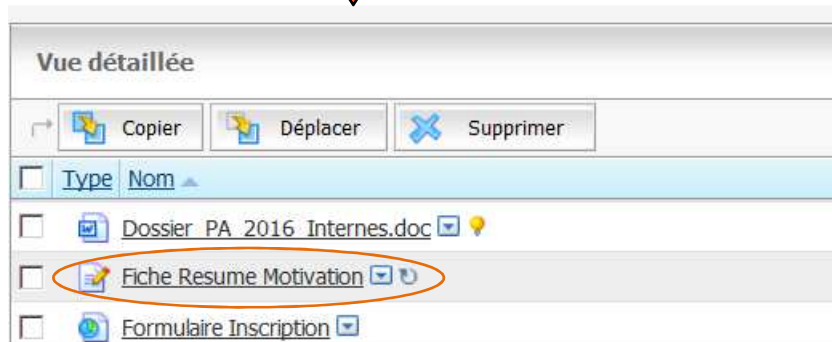 Vue détaillée
Copier Déplacer Supprimer
Type Nom
Dossier_PA_2016_Internes.doc
Fiche Resume Motivation
Formulaire Inscription